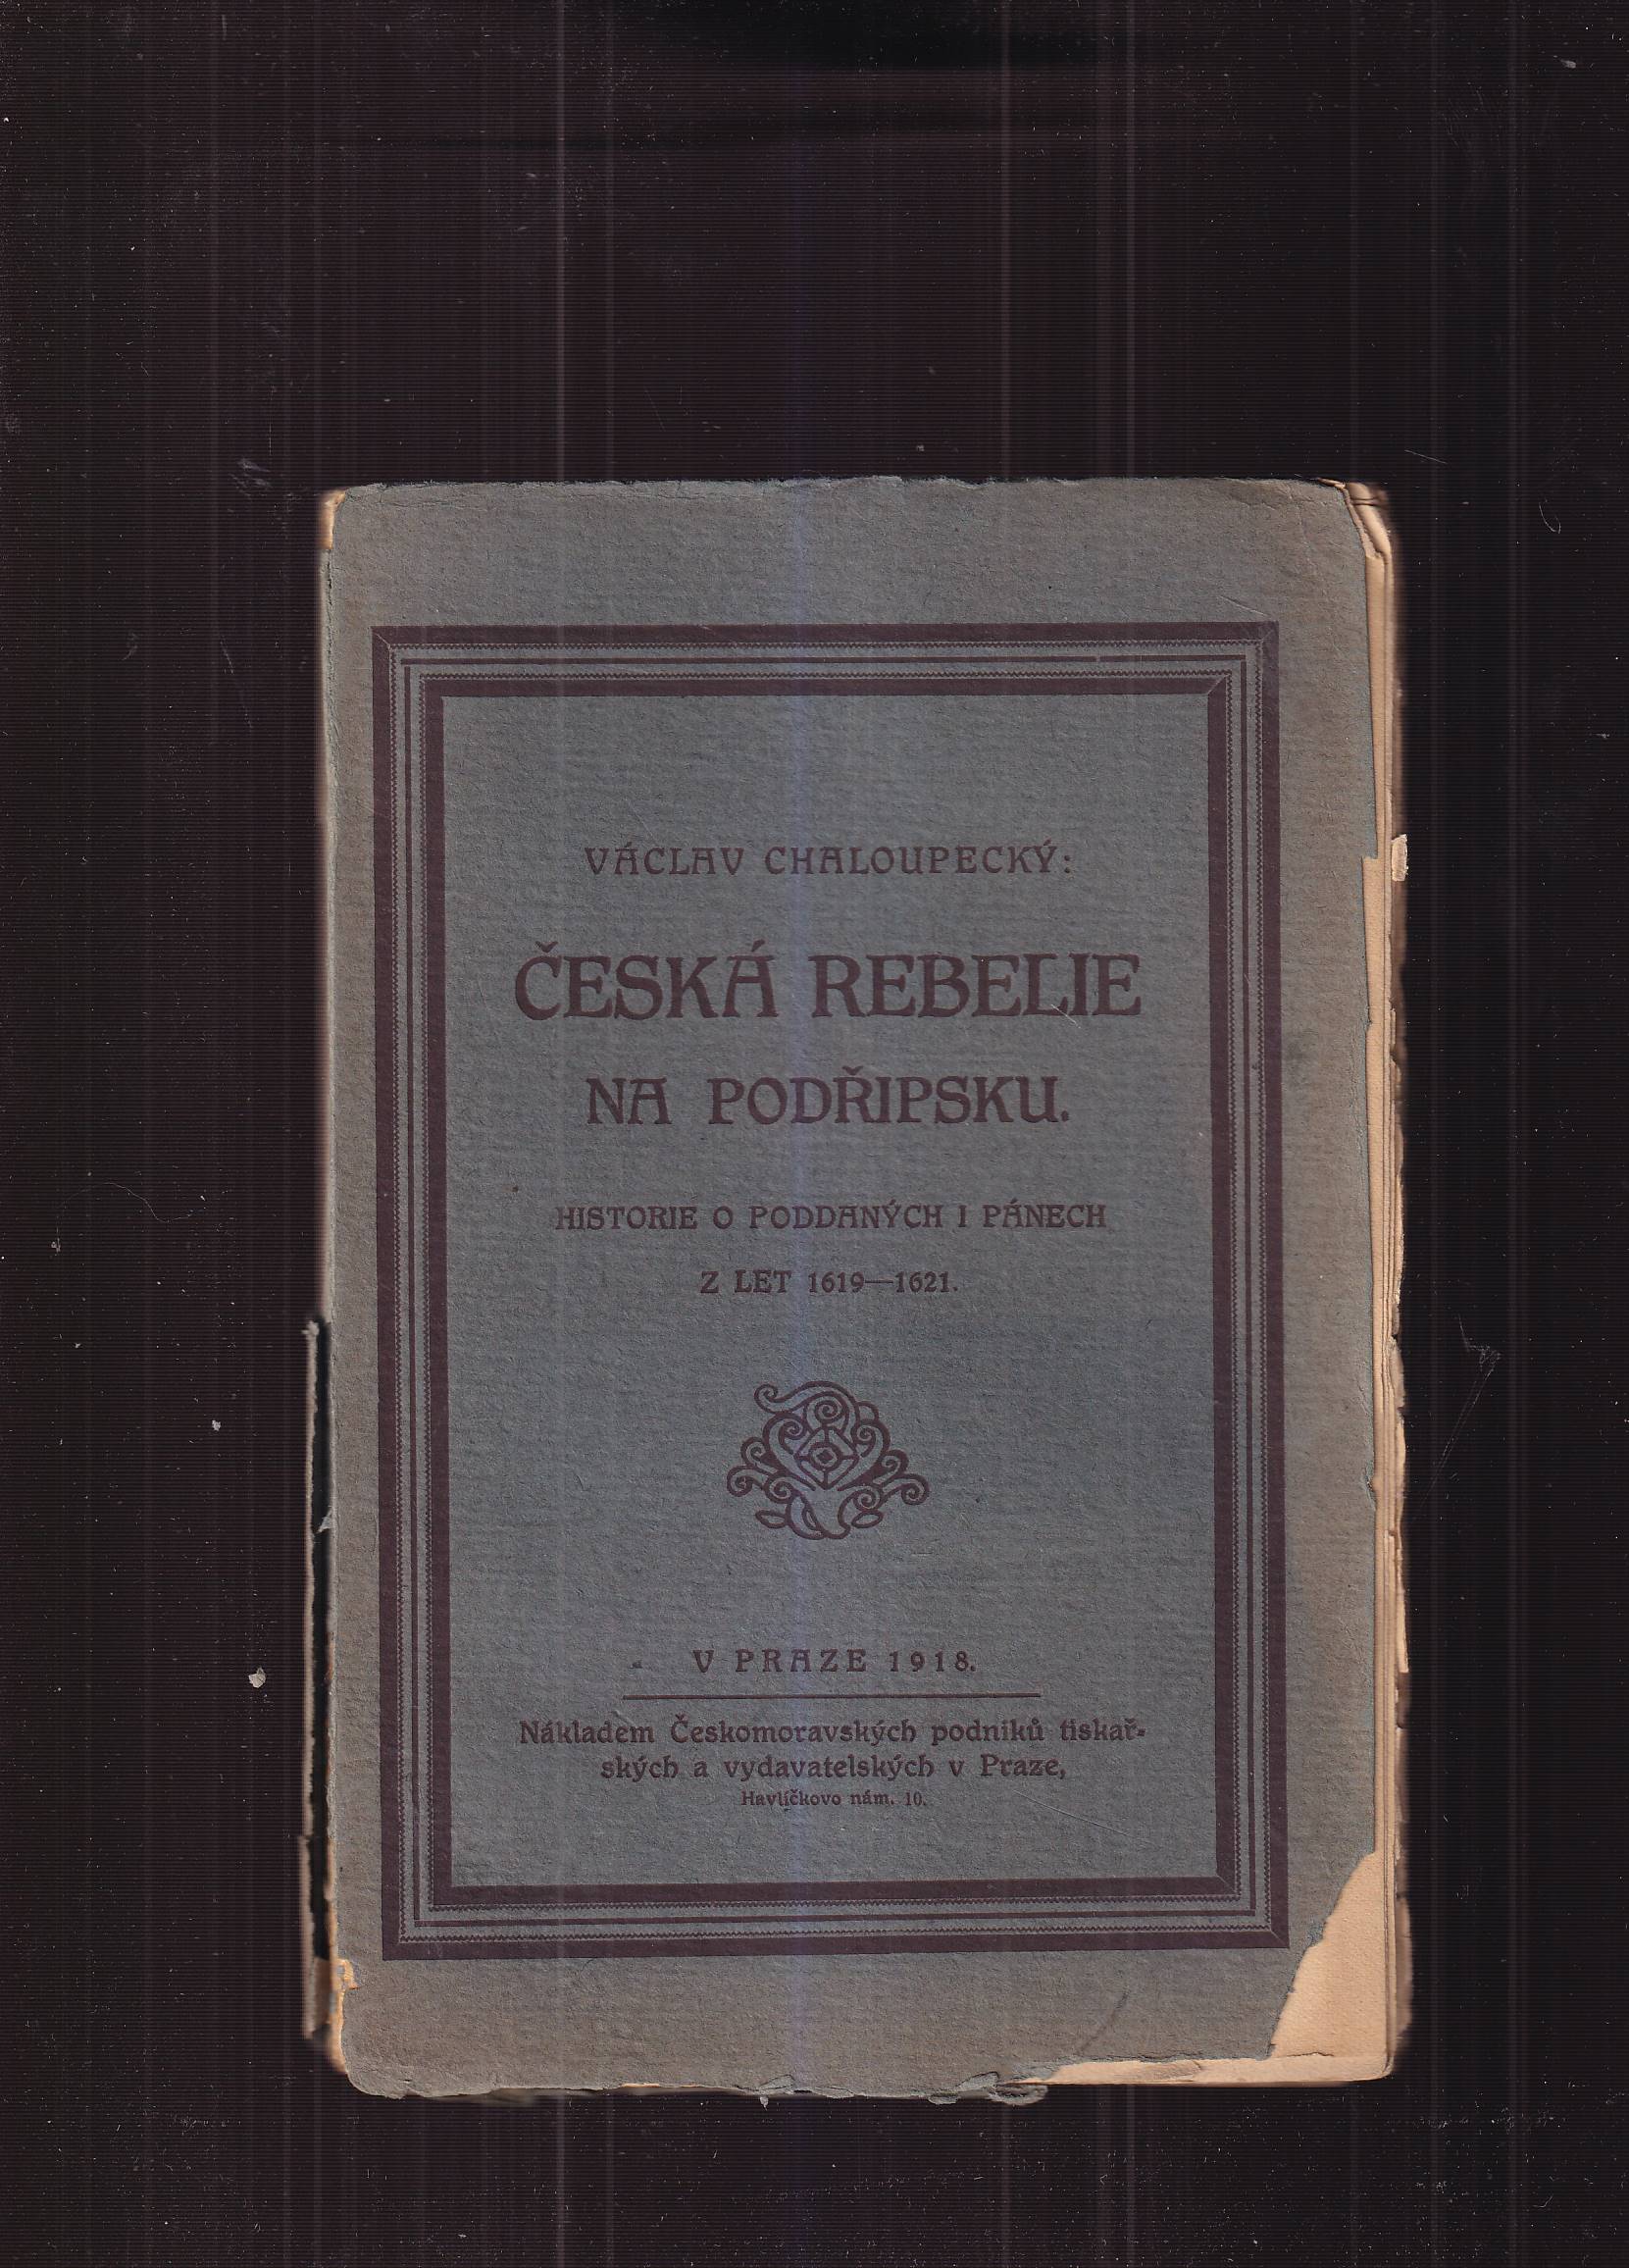 VÁCLAV CHALOUPECKÝ:
ČESKÁ REBELIE
NA PODŘIPSKU.
HISTORIE O PODDANÝCH I PÁNECH
Z LET 1619—1621.
V PRAZE 1918.
Nákladem Českomoravských podniků tiskař-
ských a vydavatelských v Praze,
Havlíčkovo nám. 10.